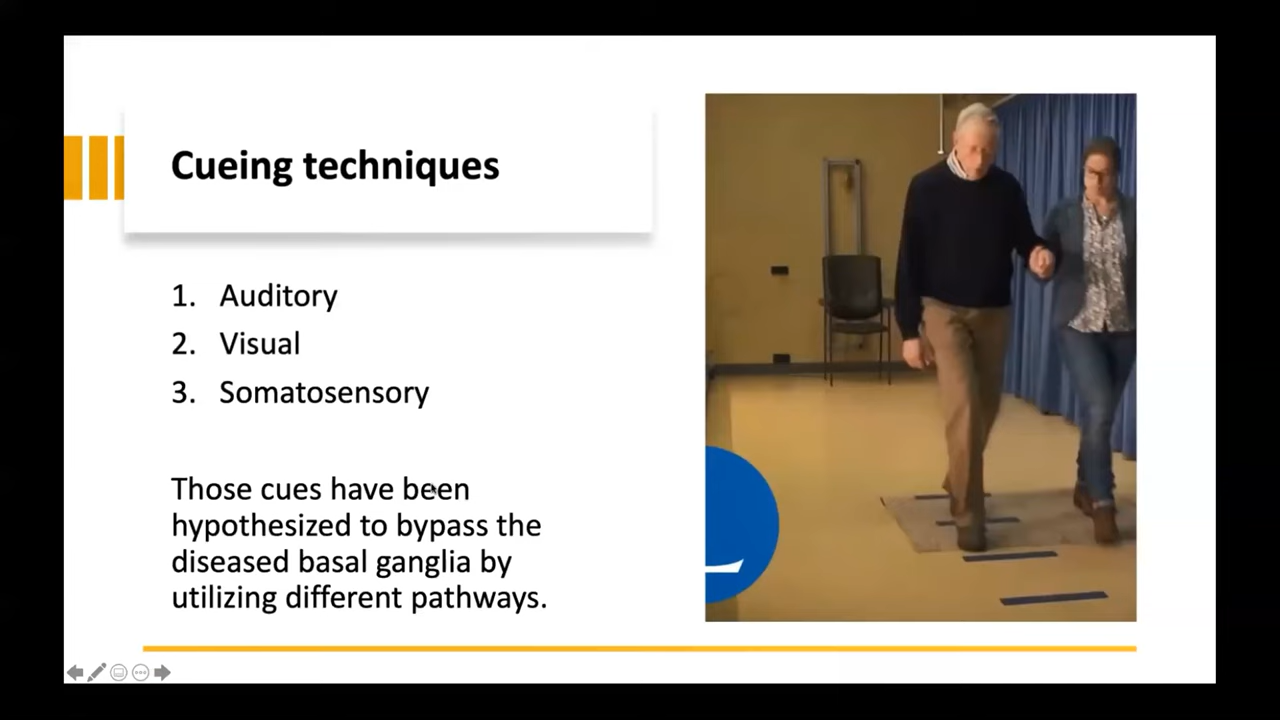 Cueing techniques
1. Auditory
2. Visual
3. Somatosensory
Those cues have been
hypothesized to bypass the
diseased basal ganglia by
utilizing different pathways.